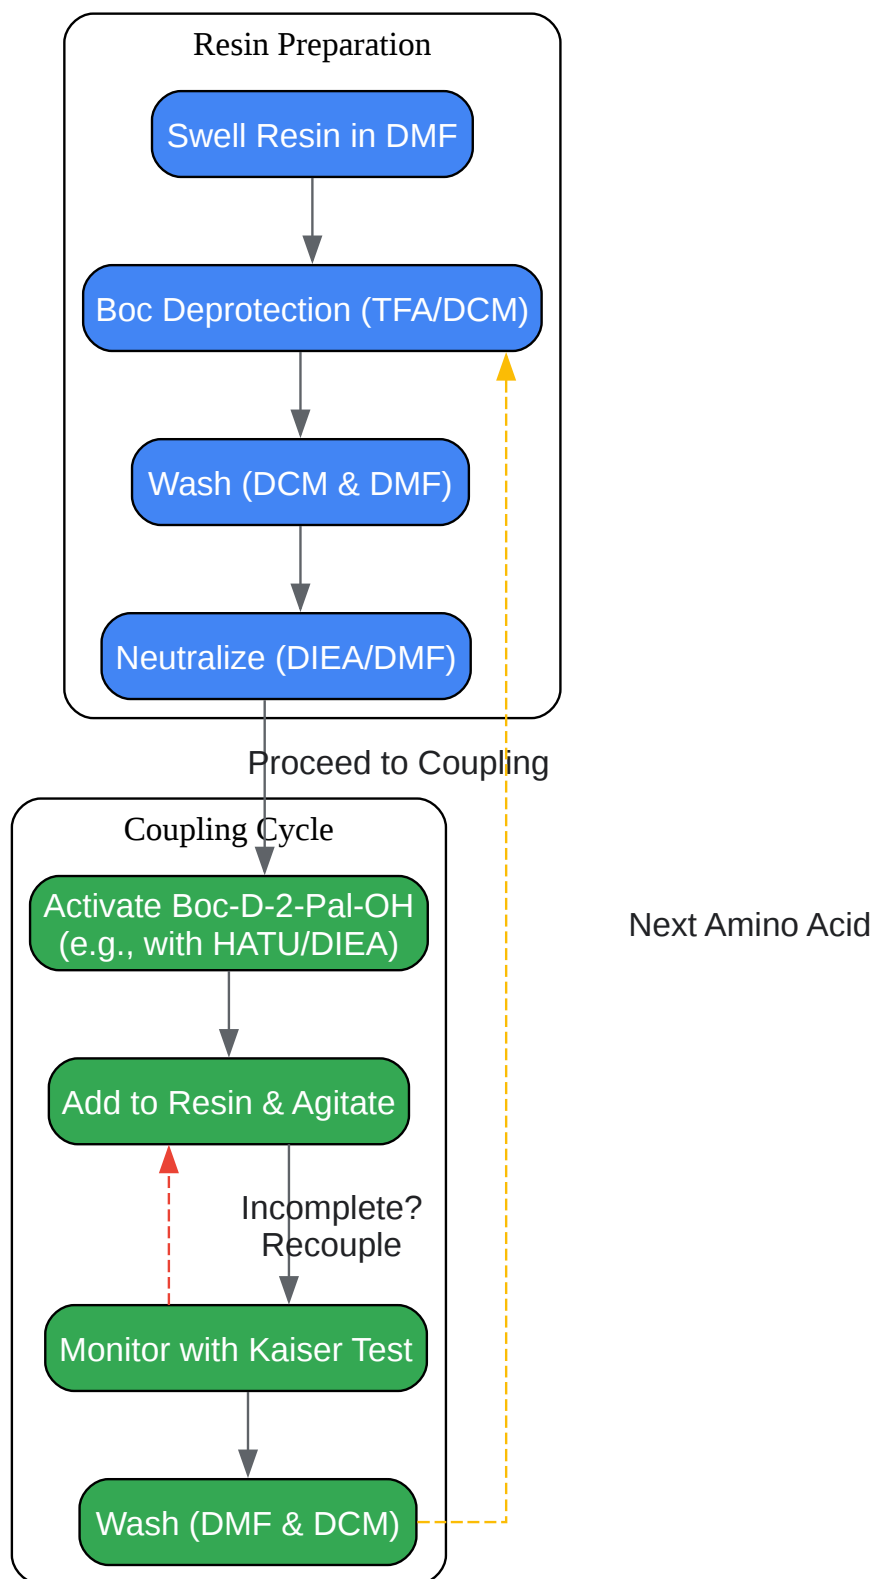 Resin Preparation
Swell Resin in DMF
Boc Deprotection (TFA/DCM)
Wash (DCM & DMF)
Neutralize (DIEA/DMF)
Proceed to Coupling
Coupling Cycle
Activate Boc-D-2-Pal-OH
(e.g., with HATU/DIEA)
Next Amino Acid
Add to Resin & Agitate
Incomplete?
Recouple
Monitor with Kaiser Test
Wash (DMF & DCM)